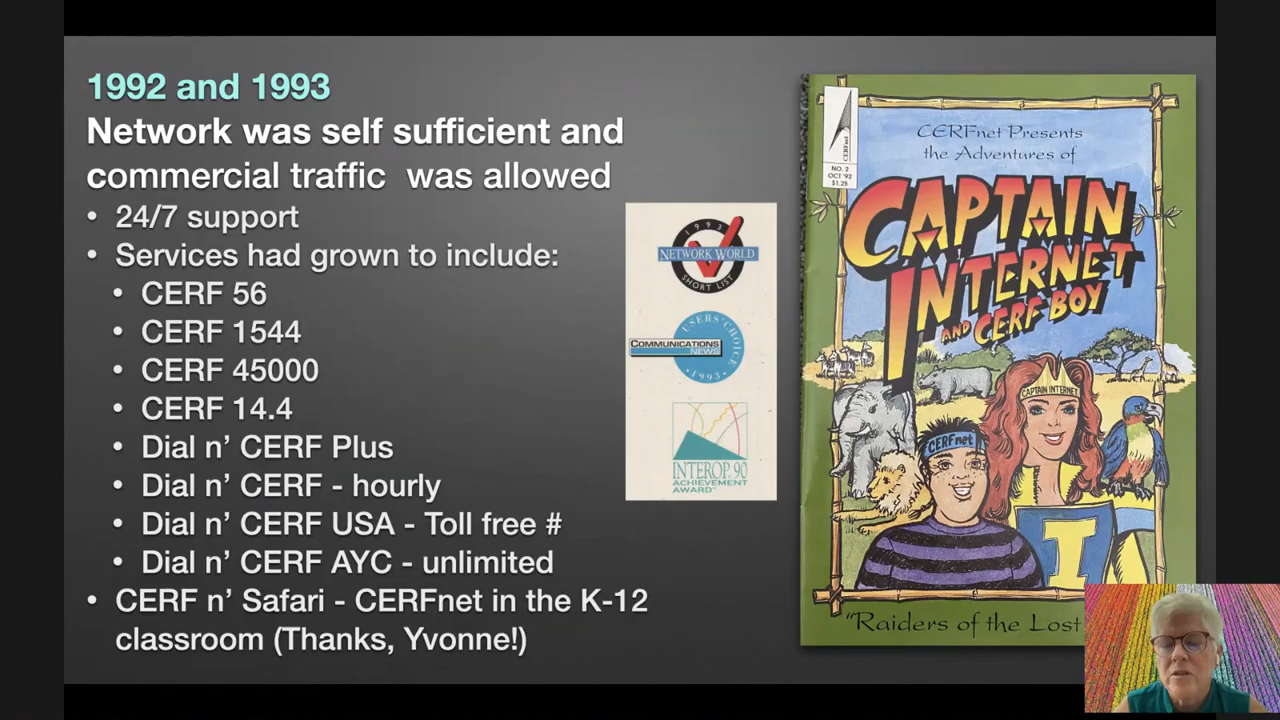 1992 and 1993
Network was self sufficient and
commercial traffic was allowed
• 24/7 support
• Services had grown to include:
• CERF 56
• CERF 1544
• CERF 45000
• CERF 14.4
• Dial n’ CERF Plus
• Dial n’ CERF - hourly
• Dial n’ CERF USA - Toll free #
• Dial n’ CERF AYC - unlimited
• CERF n’ Safari - CERFnet in the K-12
classroom (Thanks, Yvonne!)
1993
NETWORK WORLD
SHORT LIST
USERS' CHOICE
COMMUNICATIONS
NEWS
• 1993 •
INTEROP 90
ACHIEVEMENT
AWARD™
CERFnet
NO. 2
OCT '92
$1.25
CERFnet Presents
the Adventures of
CAPTAIN
INTERNET
AND CERF BOY
CAPTAIN INTERNET
CERFnet
I
"Raiders of the Lost